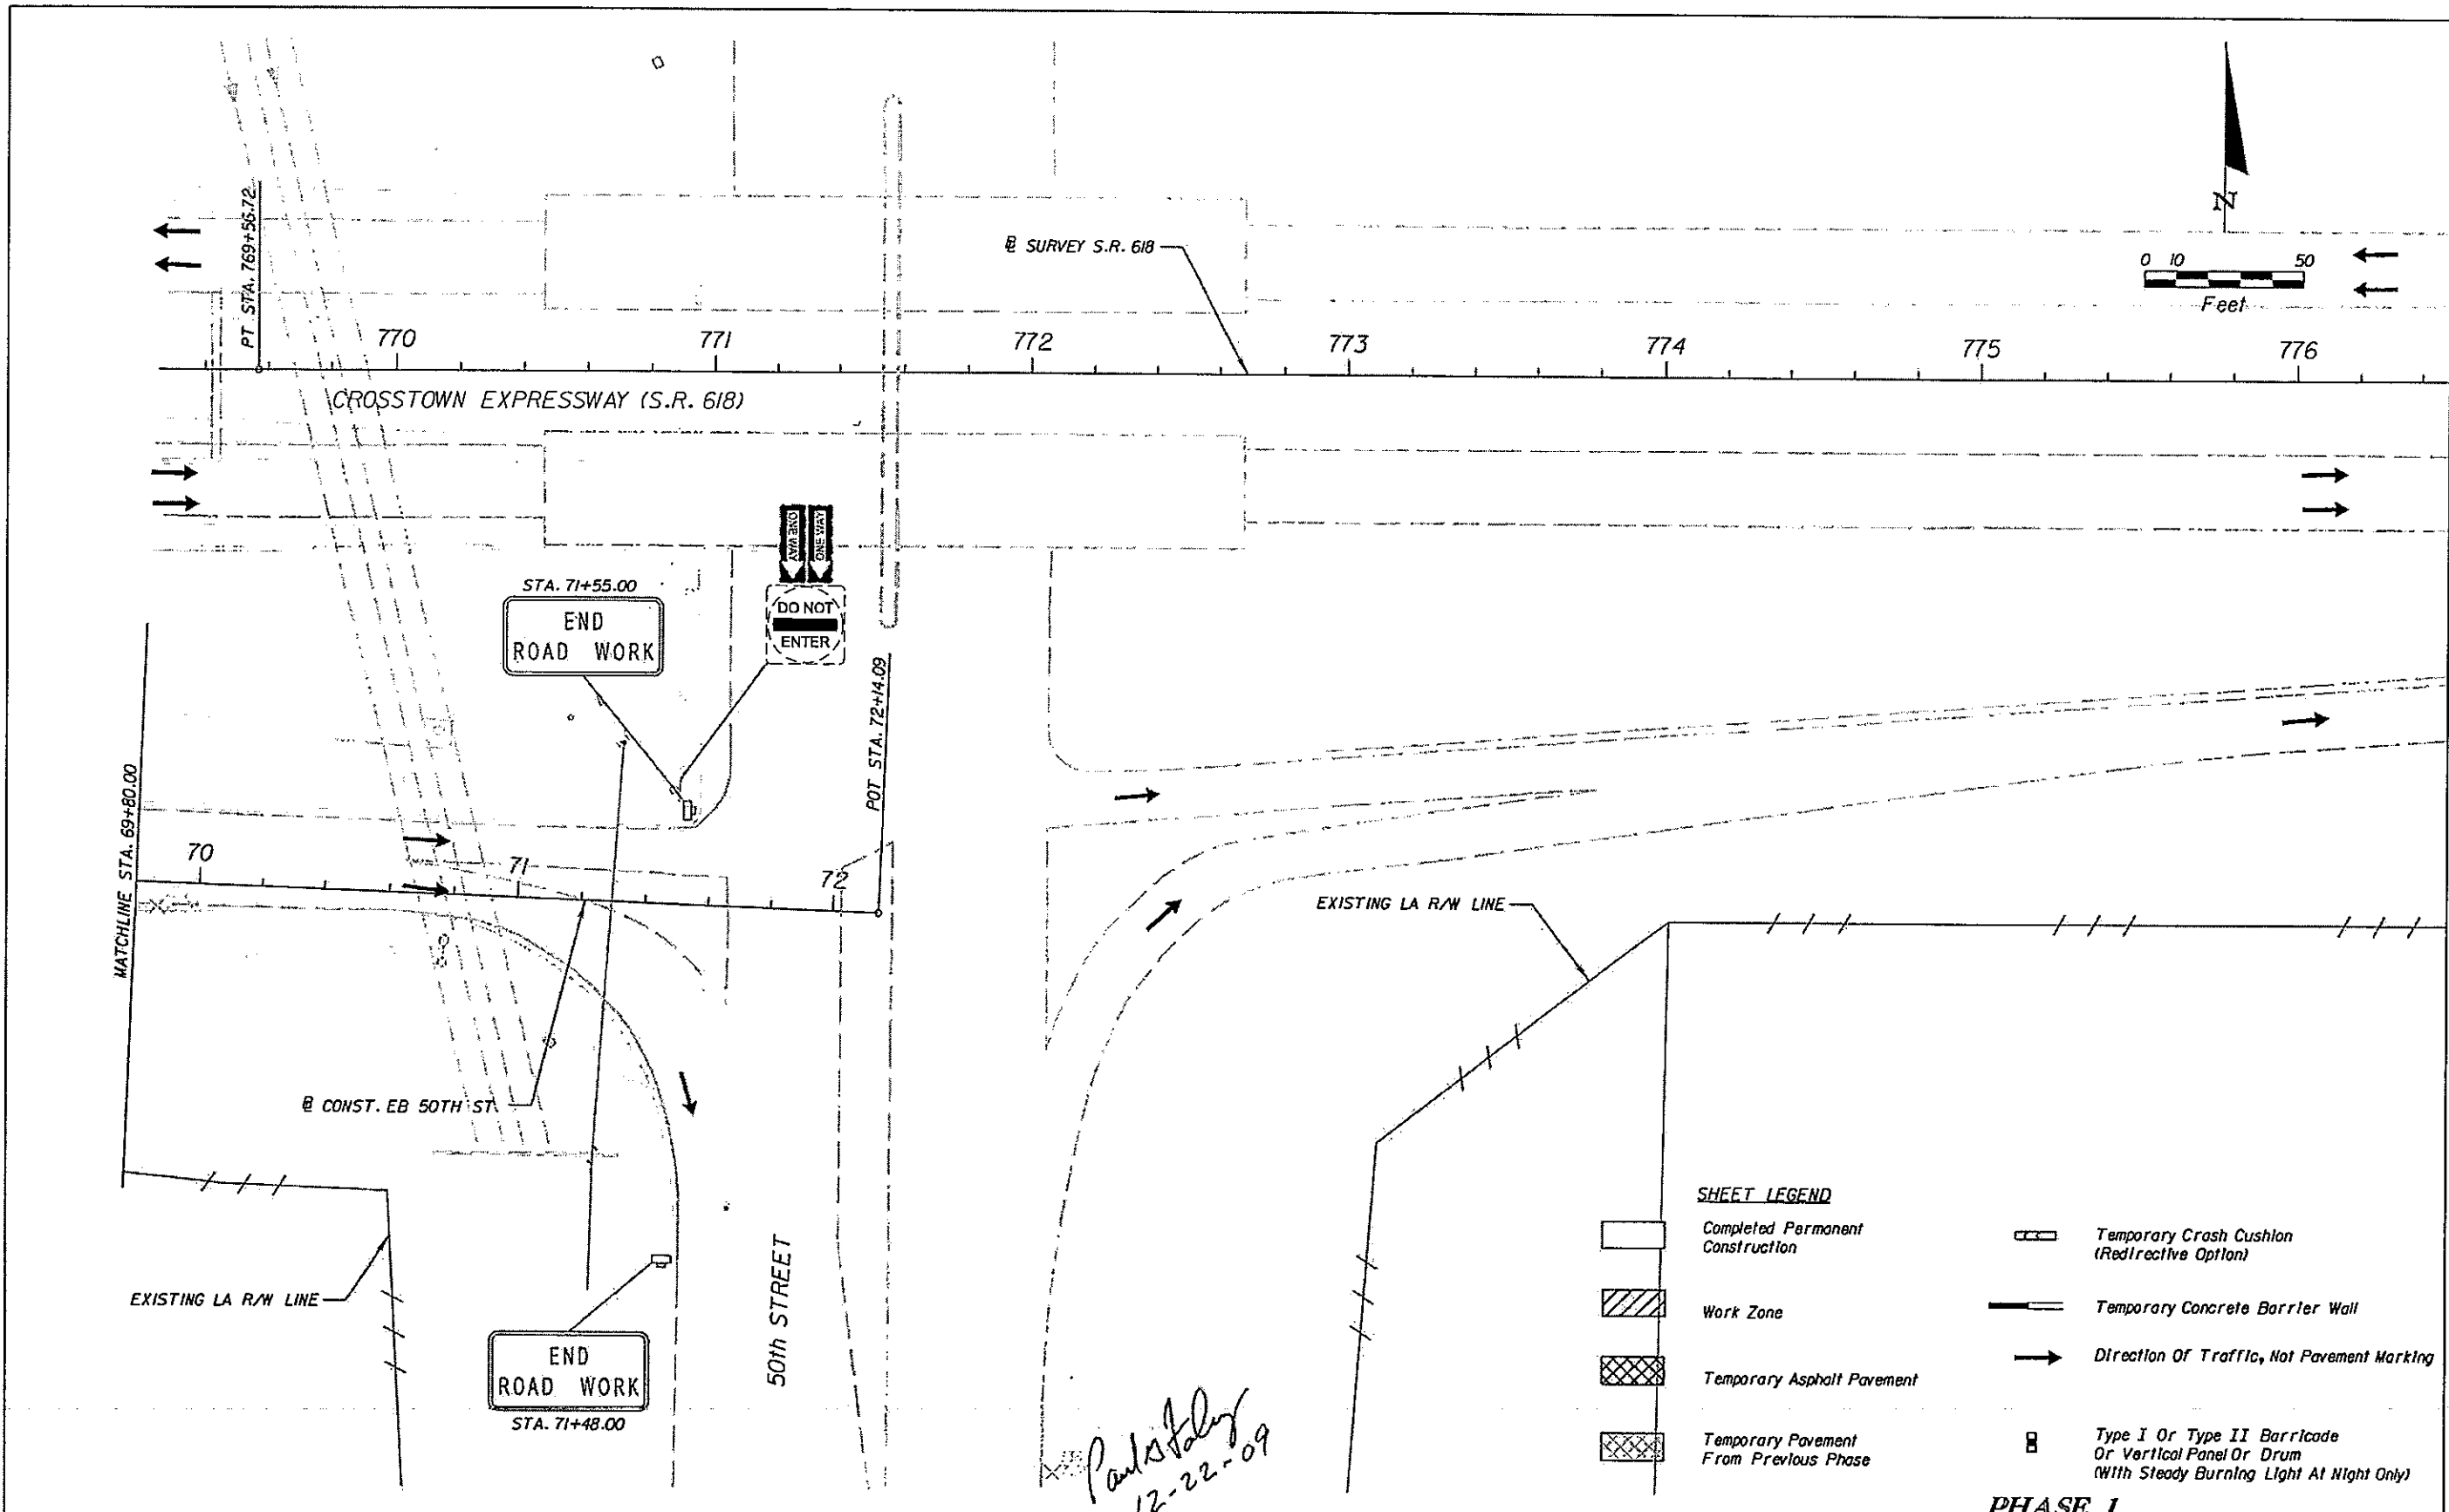 N
0 10 50
Feet
PT STA. 769+56.72
℄ SURVEY S.R. 618
770 771 772 773 774 775 776
CROSSTOWN EXPRESSWAY (S.R. 618)
ONE WAY
ONE WAY
DO NOT
ENTER
STA. 71+55.00
END
ROAD WORK
POT STA. 72+14.09
MATCHLINE STA. 69+80.00
70 71 72
EXISTING LA R/W LINE
℄ CONST. EB 50TH ST.
EXISTING LA R/W LINE
50th STREET
END
ROAD WORK
STA. 71+48.00
12-22-09
SHEET LEGEND
Completed Permanent
Construction
Work Zone
Temporary Asphalt Pavement
Temporary Pavement
From Previous Phase
Temporary Crash Cushion
(Redirective Option)
Temporary Concrete Barrier Wall
Direction Of Traffic, Not Pavement Marking
Type I Or Type II Barricade
Or Vertical Panel Or Drum
(With Steady Burning Light At Night Only)
PHASE 1